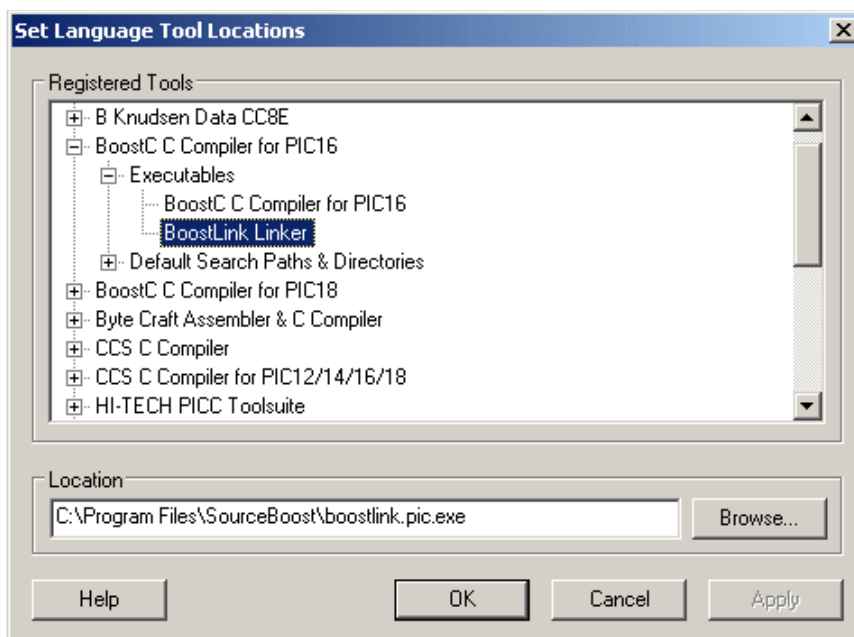 Set Language Tool Locations
Registered Tools
B Knudsen Data CC8E
BoostC C Compiler for PIC16
Executables
BoostC C Compiler for PIC16
BoostLink Linker
Default Search Paths & Directories
BoostC C Compiler for PIC18
Byte Craft Assembler & C Compiler
CCS C Compiler
CCS C Compiler for PIC12/14/16/18
HI-TECH PICC Toolsuite
Location
C:\Program Files\SourceBoost\boostlink.pic.exe
Browse...
Help
OK
Cancel
Apply